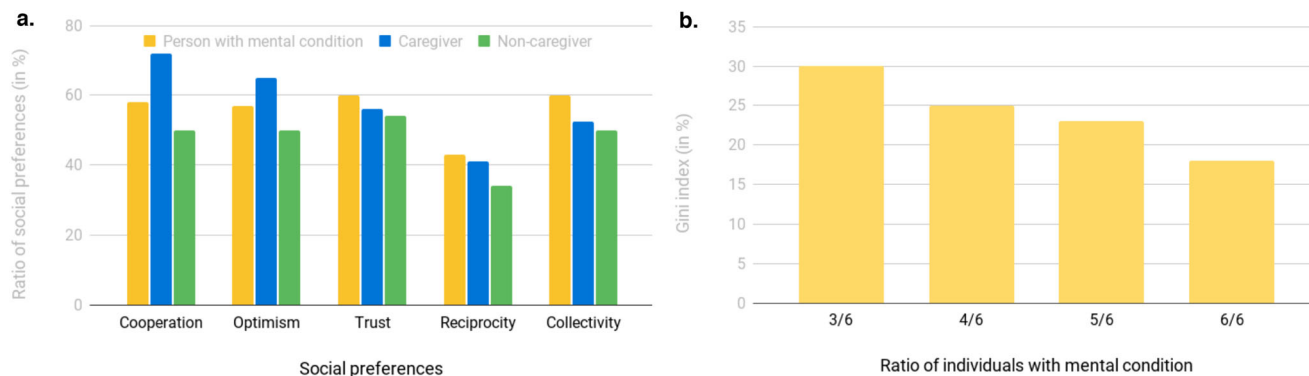 a.
Ratio of social preferences (in %)
80
60
40
20
0
Person with mental condition Caregiver Non-caregiver
Cooperation Optimism Trust Reciprocity Collectivity
Social preferences
b.
Gini index (in %)
35
30
25
20
15
10
5
0
3/6 4/6 5/6 6/6
Ratio of individuals with mental condition